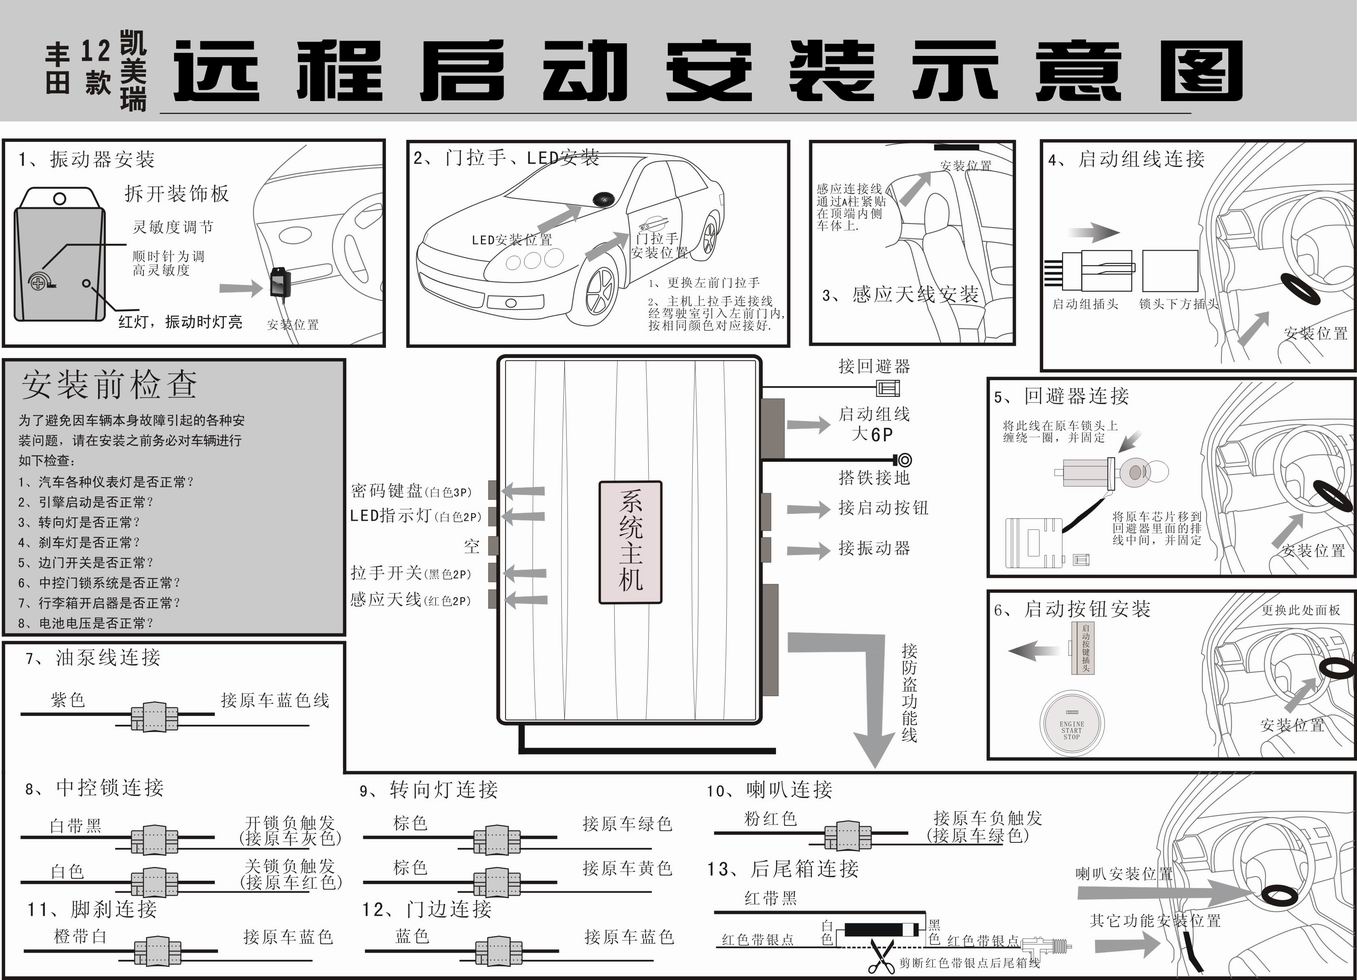 丰田
12款
凯美瑞
远程启动安装示意图
1、振动器安装
拆开装饰板
灵敏度调节
顺时针为调
高灵敏度
红灯，振动时灯亮
安装位置
2、门拉手、LED安装
LED安装位置
门拉手
安装位置
1、更换左前门拉手
2、主机上拉手连接线
经驾驶室引入左前门内,
按相同颜色对应接好.
安装位置
感应连接线
通过A柱紧贴
在顶端内侧
车体上.
3、感应天线安装
4、启动组线连接
启动组插头
锁头下方插头
安装位置
安装前检查
为了避免因车辆本身故障引起的各种安
装问题，请在安装之前务必对车辆进行
如下检查：
1、汽车各种仪表灯是否正常？
2、引擎启动是否正常？
3、转向灯是否正常？
4、刹车灯是否正常？
5、边门开关是否正常？
6、中控门锁系统是否正常？
7、行李箱开启器是否正常？
8、电池电压是否正常？
密码键盘(白色3P)
LED指示灯(白色2P)
空
拉手开关(黑色2P)
感应天线(红色2P)
系统主机
接回避器
启动组线
大6P
搭铁接地
接启动按钮
接振动器
接防盗功能线
5、回避器连接
将此线在原车锁头上
缠绕一圈，并固定
将原车芯片移到
回避器里面的排
线中间，并固定
安装位置
6、启动按钮安装
更换此处面板
启动按键插头
ENGINE
START
STOP
安装位置
7、油泵线连接
紫色
接原车蓝色线
8、中控锁连接
白带黑
开锁负触发
(接原车灰色)
白色
关锁负触发
(接原车红色)
9、转向灯连接
棕色
接原车绿色
棕色
接原车黄色
10、喇叭连接
粉红色
接原车负触发
(接原车绿色)
11、脚刹连接
橙带白
接原车蓝色
12、门边连接
蓝色
接原车蓝色
13、后尾箱连接
红带黑
白色
黑色
红色带银点
红色带银点
剪断红色带银点后尾箱线
喇叭安装位置
其它功能安装位置